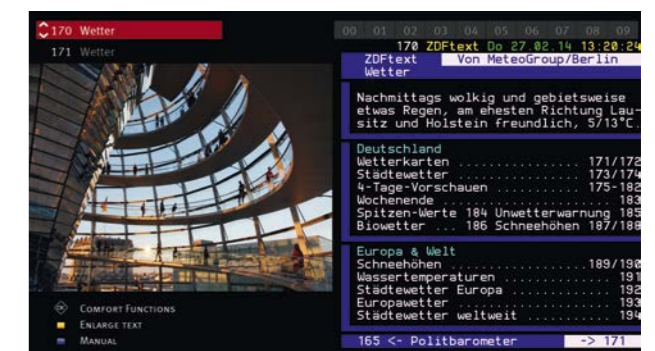 170 Wetter
171 Wetter
COMFORT FUNCTIONS
ENLARGE TEXT
MANUAL
00 01 02 03 04 05 06 07 08 09
170 ZDFtext Do 27.02.14 13:20:24
ZDFtext Von MeteoGroup/Berlin
Wetter
Nachmittags wolkig und gebietsweise
etwas Regen, am ehesten Richtung Lau-
sitz und Holstein freundlich, 5/13°C.
Deutschland
Wetterkarten ................ 171/172
Städtewetter ................ 173/174
4-Tage-Vorschauen ........... 175-182
Wochenende ...................... 183
Spitzen-Werte 184 Unwetterwarnung 185
Biowetter ... 186 Schneehöhen 187/188
Europa & Welt
Schneehöhen .................189/190
Wassertemperaturen .............. 191
Städtewetter Europa ............. 192
Europawetter .................... 193
Städtewetter weltweit ........... 194
165 <- Politbarometer -> 171